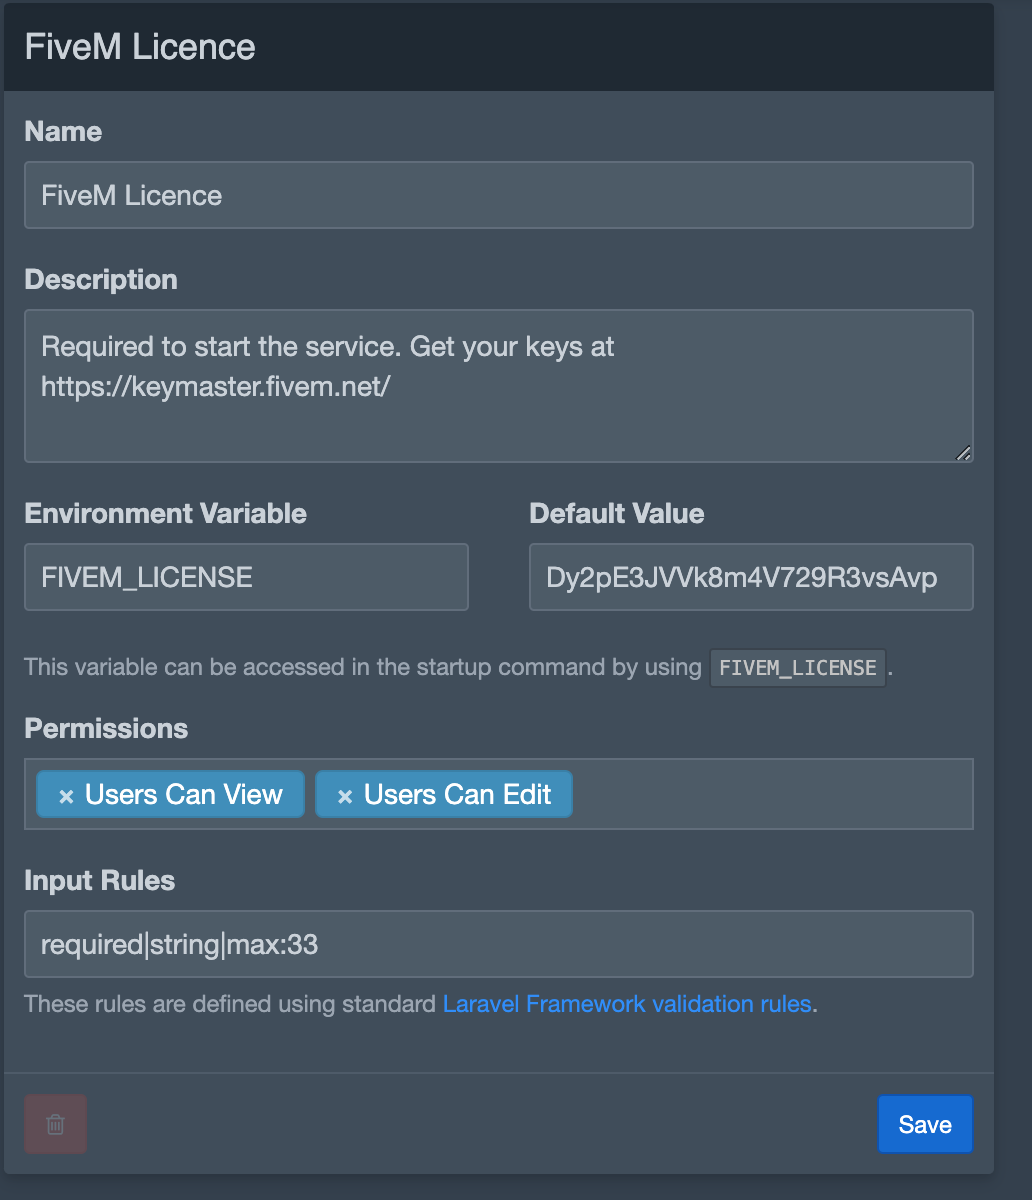 FiveM Licence
Name
FiveM Licence
Description
Required to start the service. Get your keys at
https://keymaster.fivem.net/
Environment Variable
Default Value
FIVEM_LICENSE
Dy2pE3JVVk8m4V729R3vsAvp
This variable can be accessed in the startup command by using FIVEM_LICENSE.
Permissions
× Users Can View × Users Can Edit
Input Rules
required|string|max:33
These rules are defined using standard Laravel Framework validation rules.
Save